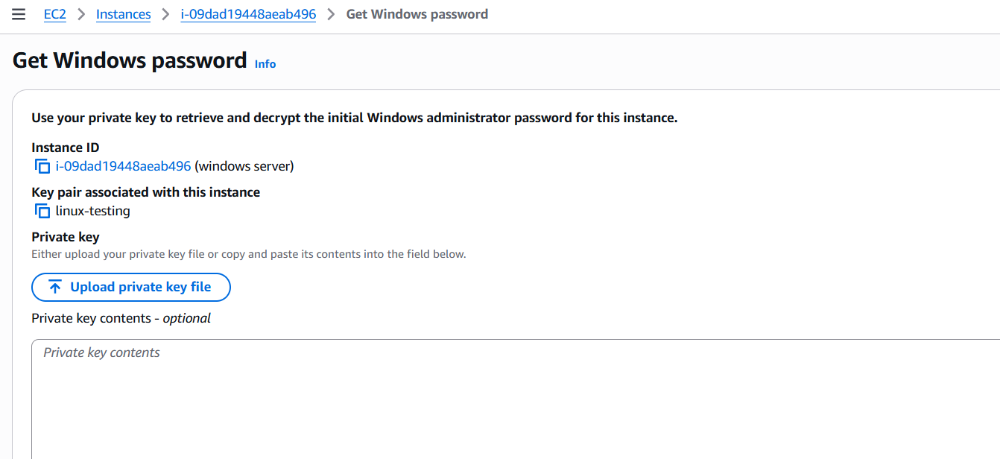 EC2 > Instances > i-09dad19448aeab496 > Get Windows password
Get Windows password Info
Use your private key to retrieve and decrypt the initial Windows administrator password for this instance.
Instance ID
i-09dad19448aeab496 (windows server)
Key pair associated with this instance
linux-testing
Private key
Either upload your private key file or copy and paste its contents into the field below.
Upload private key file
Private key contents - optional
Private key contents